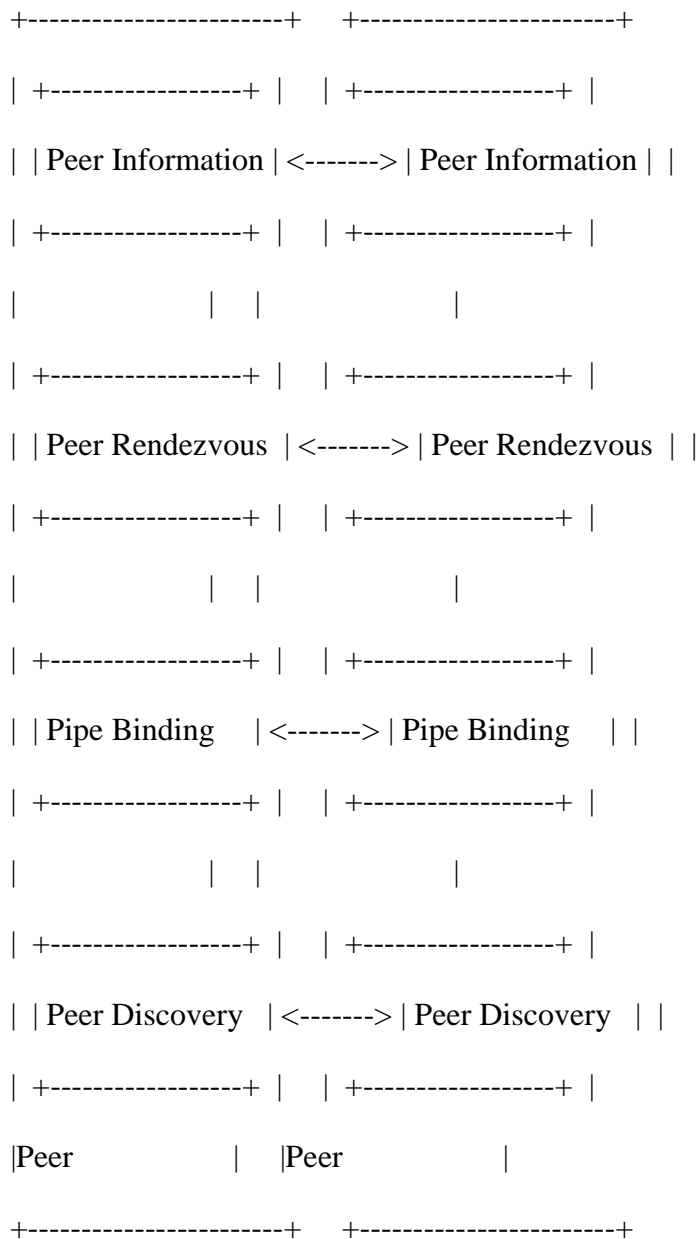 +------------------------+ +------------------------+
| +------------------+ | | +------------------+ |
| | Peer Information | <-------> | Peer Information | |
| +------------------+ | | +------------------+ |
| | | |
| +------------------+ | | +------------------+ |
| | Peer Rendezvous | <-------> | Peer Rendezvous | |
| +------------------+ | | +------------------+ |
| | | |
| +------------------+ | | +------------------+ |
| | Pipe Binding | <-------> | Pipe Binding | |
| +------------------+ | | +------------------+ |
| | | |
| +------------------+ | | +------------------+ |
| | Peer Discovery | <-------> | Peer Discovery | |
| +------------------+ | | +------------------+ |
|Peer | |Peer |
+------------------------+ +------------------------+